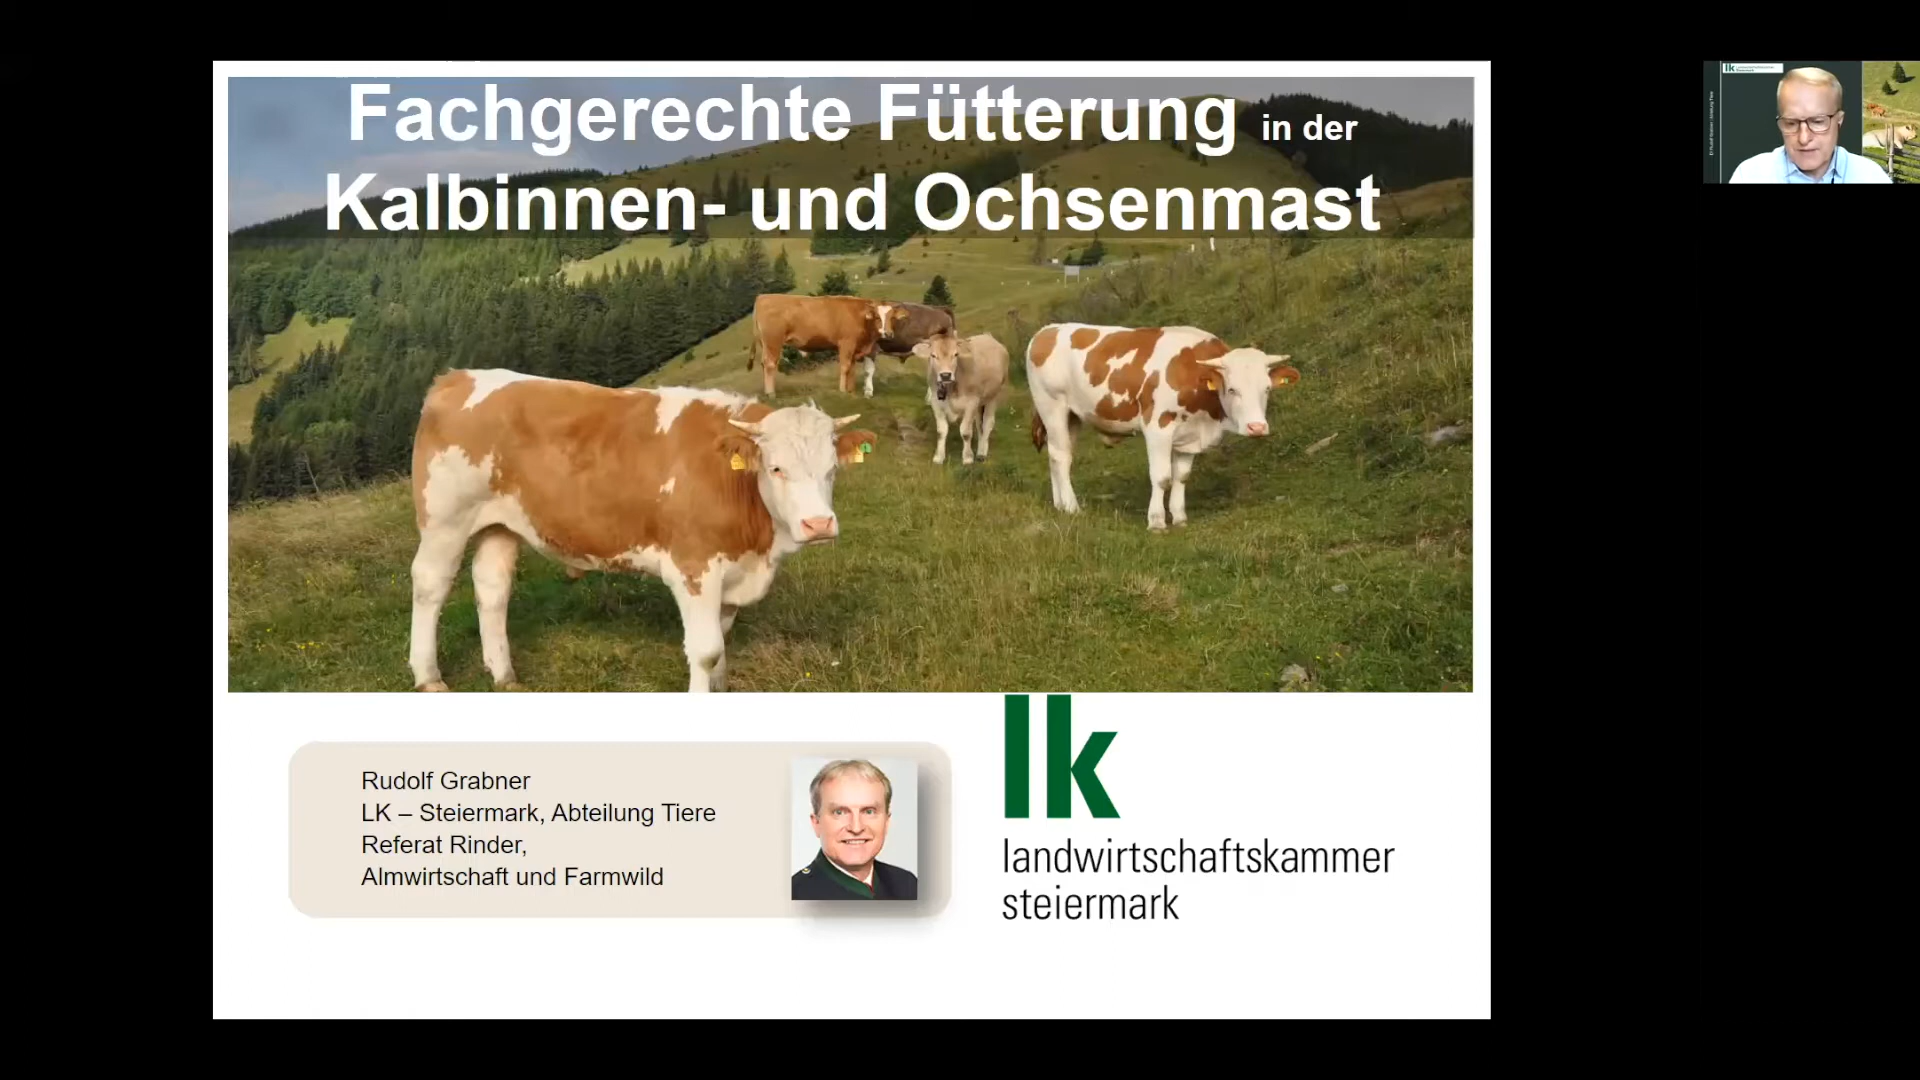 Fachgerechte Fütterung in der
Kalbinnen- und Ochsenmast
Rudolf Grabner
LK – Steiermark, Abteilung Tiere
Referat Rinder,
Almwirtschaft und Farmwild
lk
landwirtschaftskammer
steiermark
lk